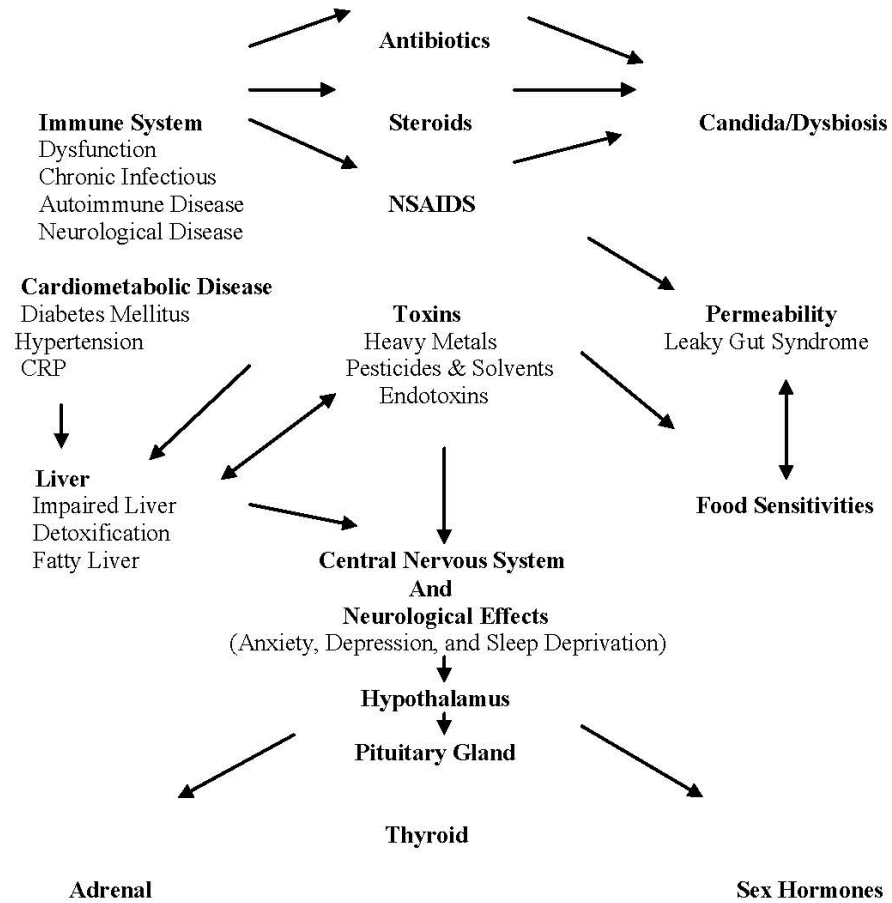 Antibiotics
Immune System
Dysfunction
Chronic Infectious
Autoimmune Disease
Neurological Disease
Steroids
Candida/Dysbiosis
NSAIDS
Cardiometabolic Disease
Diabetes Mellitus
Hypertension
CRP
Toxins
Heavy Metals
Pesticides & Solvents
Endotoxins
Permeability
Leaky Gut Syndrome
Liver
Impaired Liver
Detoxification
Fatty Liver
Food Sensitivities
Central Nervous System
And
Neurological Effects
(Anxiety, Depression, and Sleep Deprivation)
Hypothalamus
Pituitary Gland
Thyroid
Adrenal
Sex Hormones